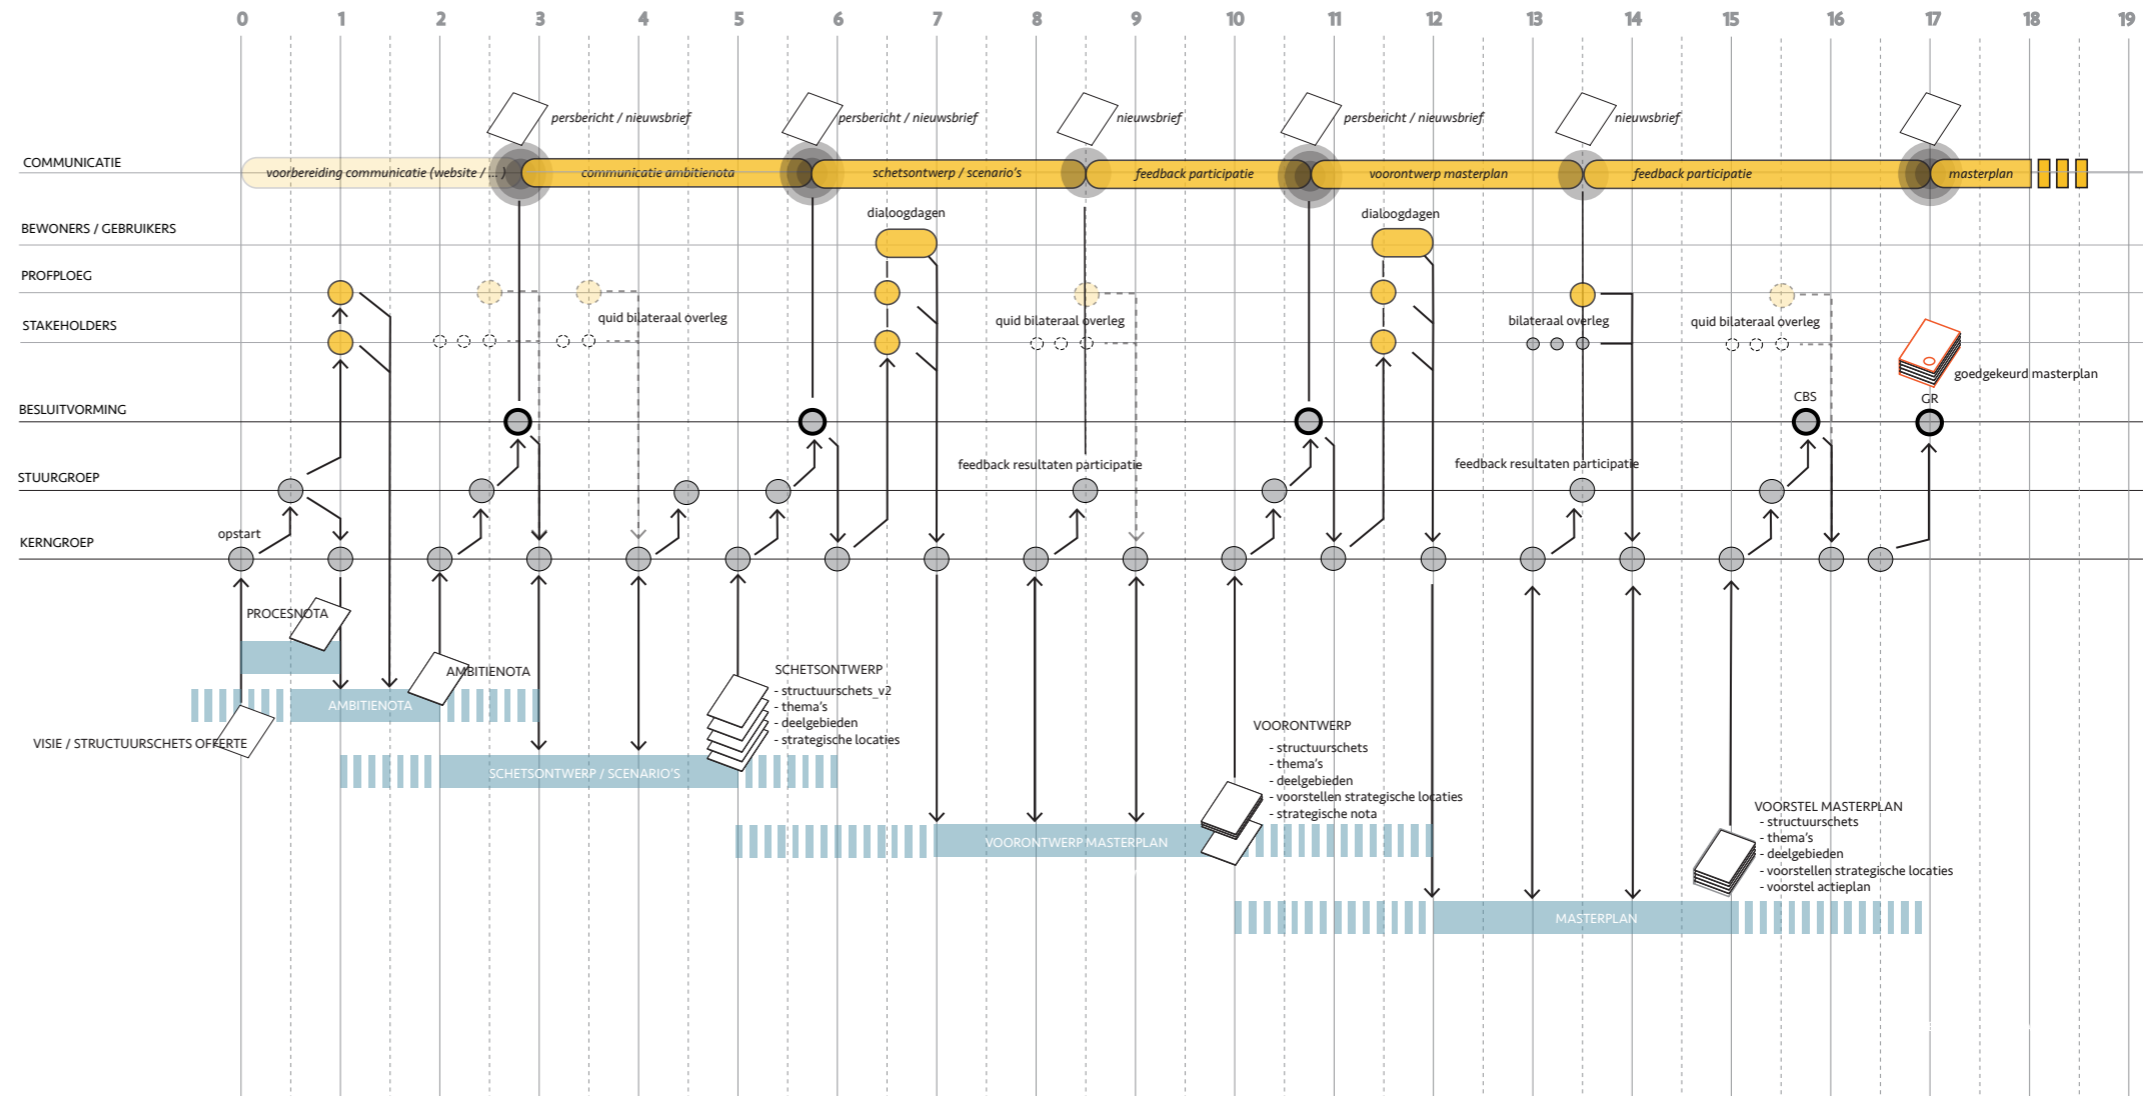 0 1 2 3 4 5 6 7 8 9 10 11 12 13 14 15 16 17 18 19
persbericht / nieuwsbrief
persbericht / nieuwsbrief
nieuwsbrief
persbericht / nieuwsbrief
nieuwsbrief
COMMUNICATIE
voorbereiding communicatie (website / ... )
communicatie ambitienota
schetsontwerp / scenario's
feedback participatie
voorontwerp masterplan
feedback participatie
masterplan
dialoogdagen
dialoogdagen
BEWONERS / GEBRUIKERS
PROFPLOEG
STAKEHOLDERS
quid bilateraal overleg
quid bilateraal overleg
bilateraal overleg
quid bilateraal overleg
goedgekeurd masterplan
BESLUITVORMING
CBS
GR
STUURGROEP
feedback resultaten participatie
feedback resultaten participatie
opstart
KERNGROEP
PROCESNOTA
AMBITIENOTA
AMBITIENOTA
VISIE / STRUCTUURSCHETS OFFERTE
SCHETSONTWERP
- structuurschets_v2
- thema's
- deelgebieden
- strategische locaties
SCHETSONTWERP / SCENARIO'S
VOORONTWERP
- structuurschets
- thema's
- deelgebieden
- voorstellen strategische locaties
- strategische nota
VOORONTWERP MASTERPLAN
VOORSTEL MASTERPLAN
- structuurschets
- thema's
- deelgebieden
- voorstellen strategische locaties
- voorstel actieplan
MASTERPLAN